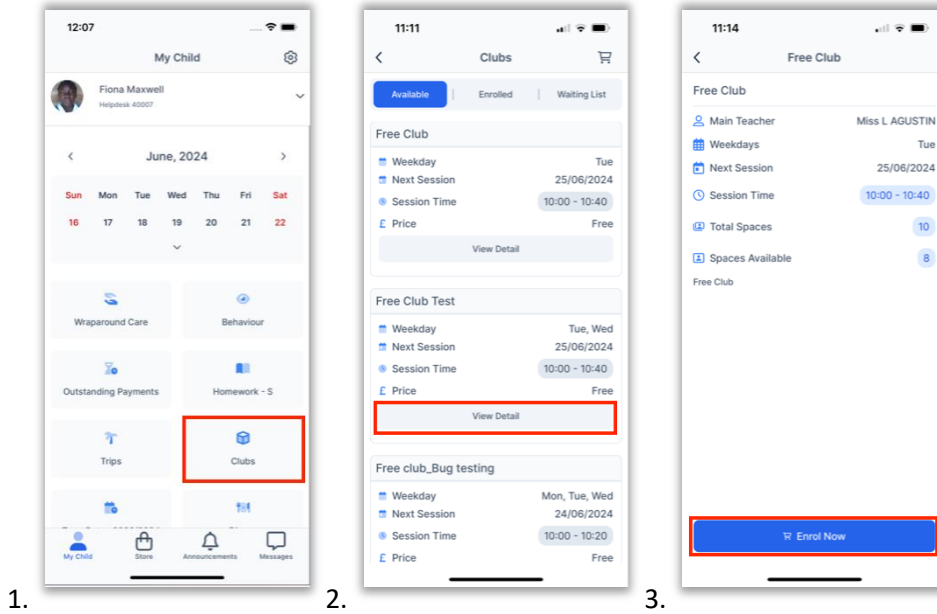 12:07
My Child
Fiona Maxwell
Helpdesk 40007
June, 2024
Sun Mon Tue Wed Thu Fri Sat
16 17 18 19 20 21 22
Wraparound Care Behaviour
Outstanding Payments Homework - S
Trips Clubs
My Child Store Announcements Messages
1.
11:11
Clubs
Available Enrolled Waiting List
Free Club
Weekday Tue
Next Session 25/06/2024
Session Time 10:00 - 10:40
£ Price Free
View Detail
Free Club Test
Weekday Tue, Wed
Next Session 25/06/2024
Session Time 10:00 - 10:40
£ Price Free
View Detail
Free club_Bug testing
Weekday Mon, Tue, Wed
Next Session 24/06/2024
Session Time 10:00 - 10:20
£ Price Free
2.
11:14
Free Club
Free Club
Main Teacher Miss L AGUSTIN
Weekdays Tue
Next Session 25/06/2024
Session Time 10:00 - 10:40
Total Spaces 10
Spaces Available 8
Free Club
Enrol Now
3.